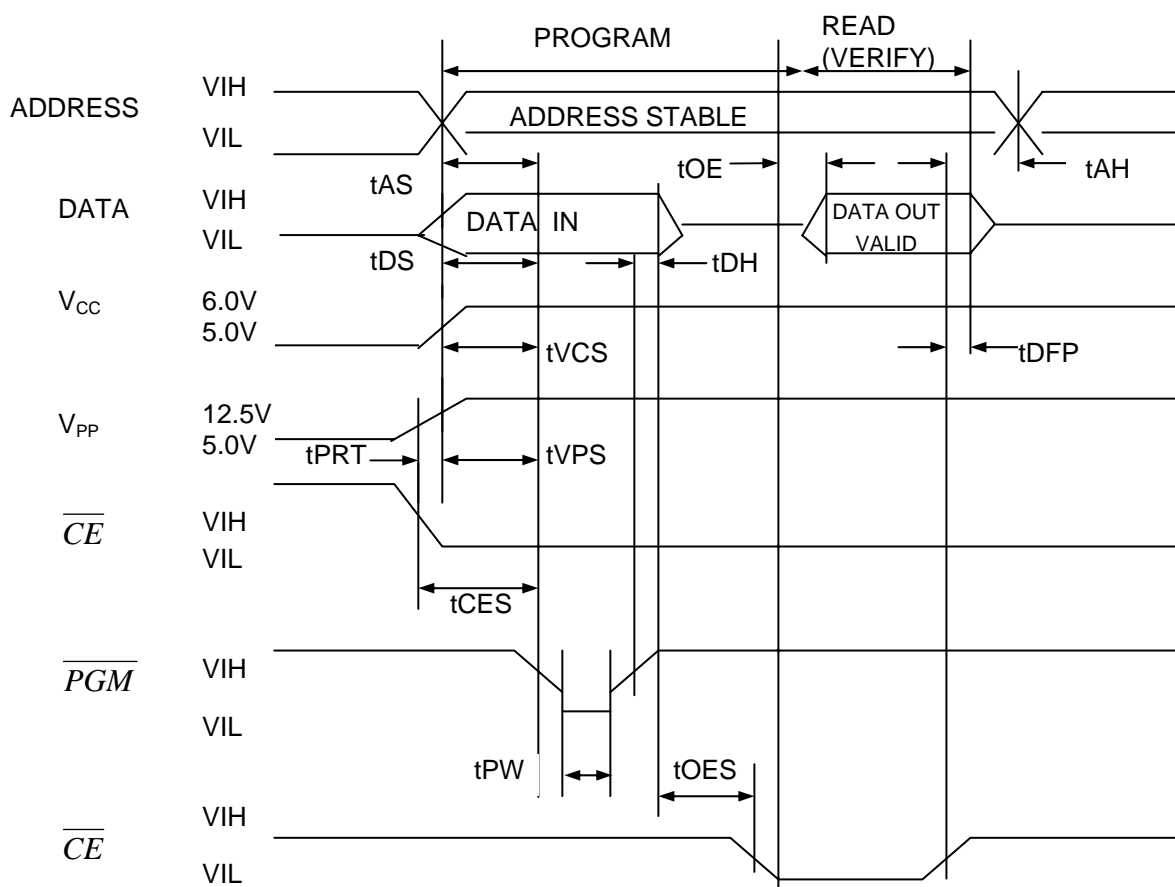 PROGRAM
READ
(VERIFY)
ADDRESS
VIH
VIL
ADDRESS STABLE
tAS
tOE
tAH
DATA
VIH
VIL
DATA IN
DATA OUT
VALID
tDS
tDH
VCC
6.0V
5.0V
tVCS
tDFP
VPP
12.5V
5.0V
tPRT
tVPS
CE
VIH
VIL
tCES
PGM
VIH
VIL
tPW
tOES
CE
VIH
VIL